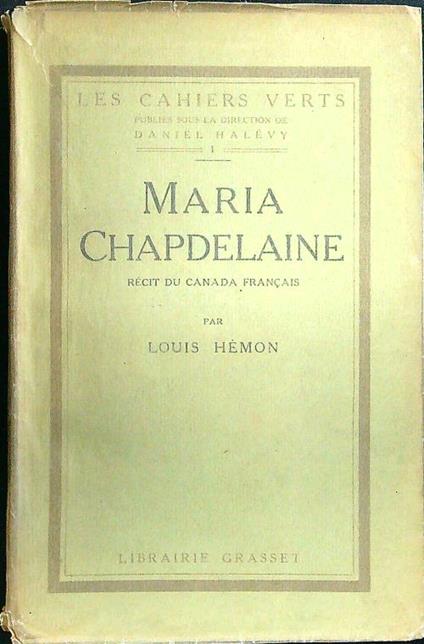 LES CAHIERS VERTS
PUBLIÉS SOUS LA DIRECTION DE
DANIEL HALÉVY
1
MARIA
CHAPDELAINE
RÉCIT DU CANADA FRANÇAIS
PAR
LOUIS HÉMON
LIBRAIRIE GRASSET